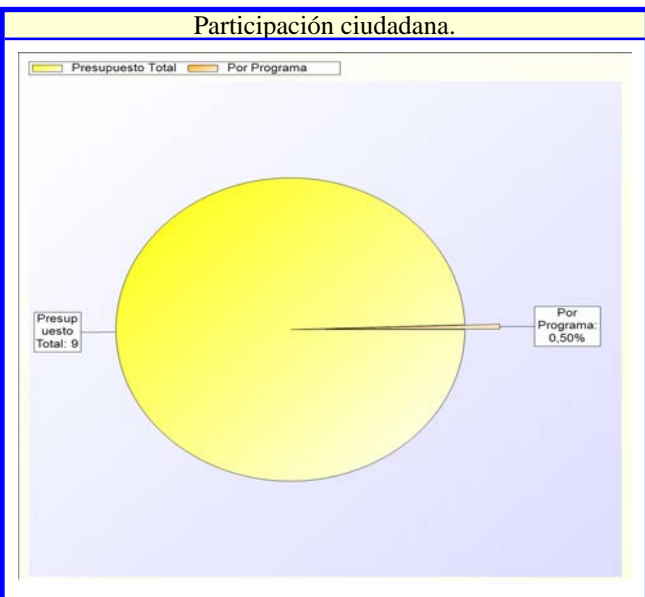 Participación ciudadana.
Presupuesto Total
Por Programa
Presup
uesto
Total: 9
Por
Programa:
0,50%